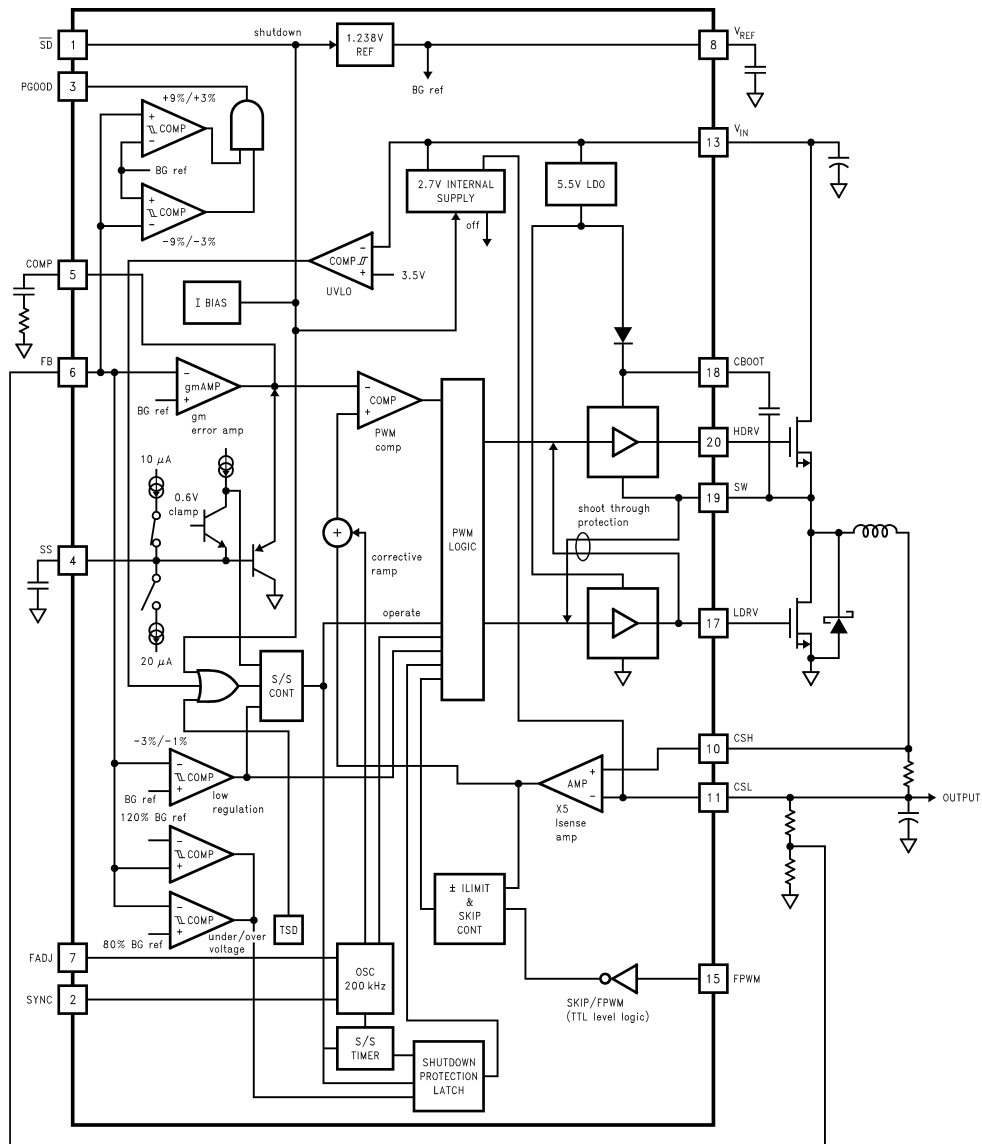 shutdown
SD
1
1.238V
REF
8
VREF
PGOOD
3
BG ref
+9%/+3%
+
COMP
−
BG ref
+
COMP
−
−9%/−3%
13
VIN
2.7V INTERNAL
SUPPLY
5.5V LDO
off
−
COMP
+
3.5V
UVLO
COMP
5
I BIAS
FB
6
−
gmAMP
+
BG ref
gm
error amp
−
COMP
+
PWM
comp
18
CBOOT
20
HDRV
10 μA
0.6V
clamp
19
SW
shoot through
protection
+
PWM
LOGIC
SS
4
corrective
ramp
operate
17
LDRV
20 μA
S/S
CONT
−3%/−1%
−
COMP
+
BG ref
low
regulation
10
CSH
+
AMP
−
X5
Isense
amp
11
CSL
OUTPUT
120% BG ref
−
COMP
+
−
COMP
+
80% BG ref
under/over
voltage
TSD
± ILIMIT
&
SKIP
CONT
FADJ
7
OSC
200 kHz
15
FPWM
SYNC
2
SKIP/FPWM
(TTL level logic)
S/S
TIMER
SHUTDOWN
PROTECTION
LATCH